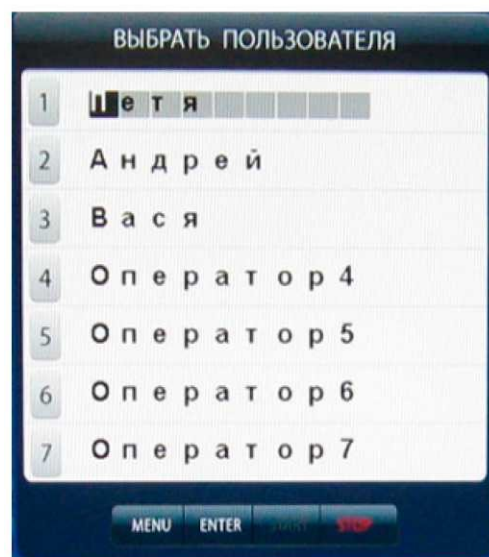 ВЫБРАТЬ ПОЛЬЗОВАТЕЛЯ
1 Петя
2 Андрей
3 Вася
4 Оператор4
5 Оператор5
6 Оператор6
7 Оператор7
MENU ENTER START STOP